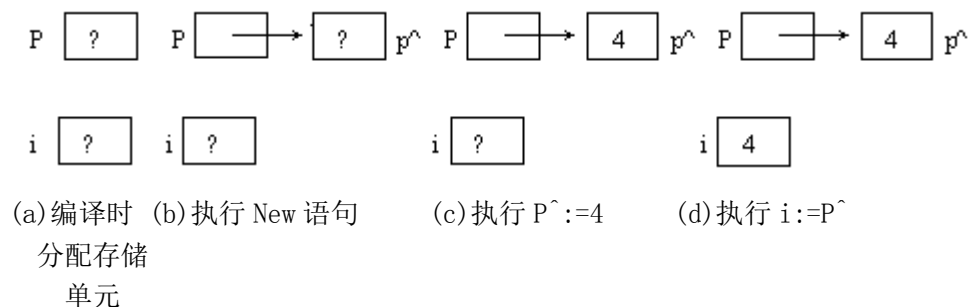 P ? P ? p^ P 4 p^ P 4 p^
i ? i ? i ? i 4
(a)编译时 (b)执行 New 语句 (c)执行 P^:=4 (d)执行 i:=P^
分配存储
单元